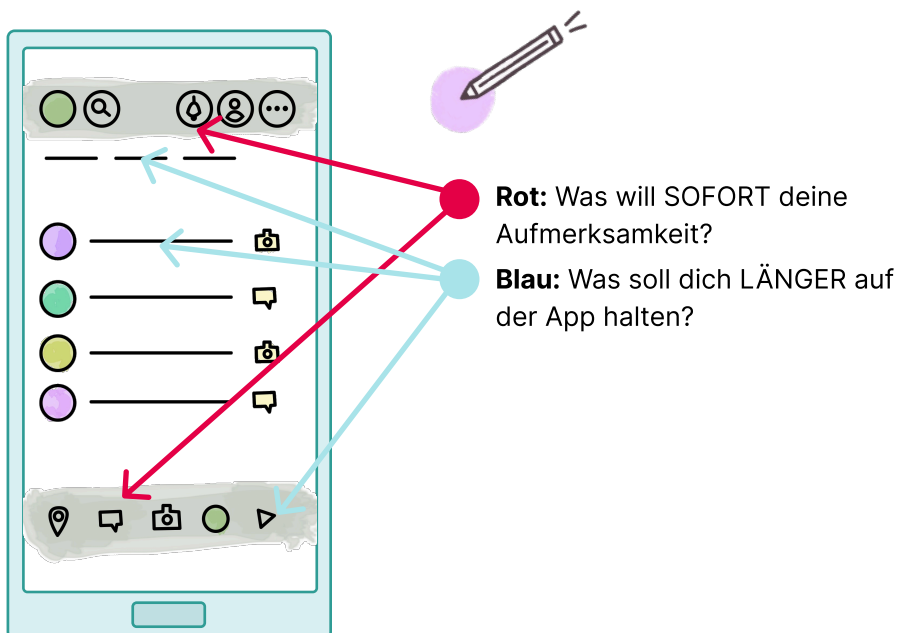 Rot: Was will SOFORT deine
Aufmerksamkeit?
Blau: Was soll dich LÄNGER auf
der App halten?